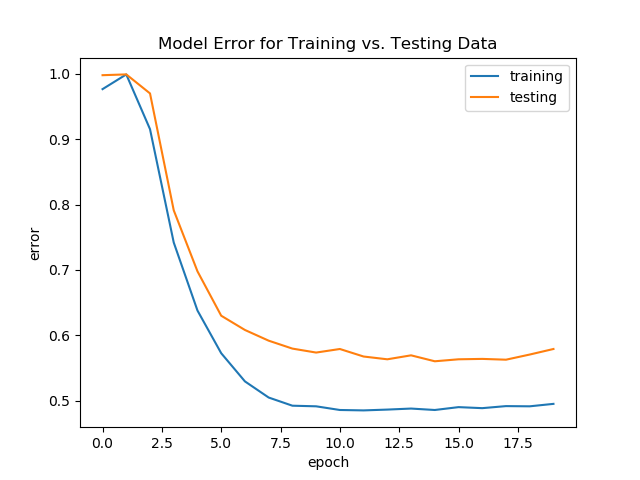 Model Error for Training vs. Testing Data
training
testing
1.0
0.9
0.8
0.7
0.6
0.5
error
0.0 2.5 5.0 7.5 10.0 12.5 15.0 17.5
epoch